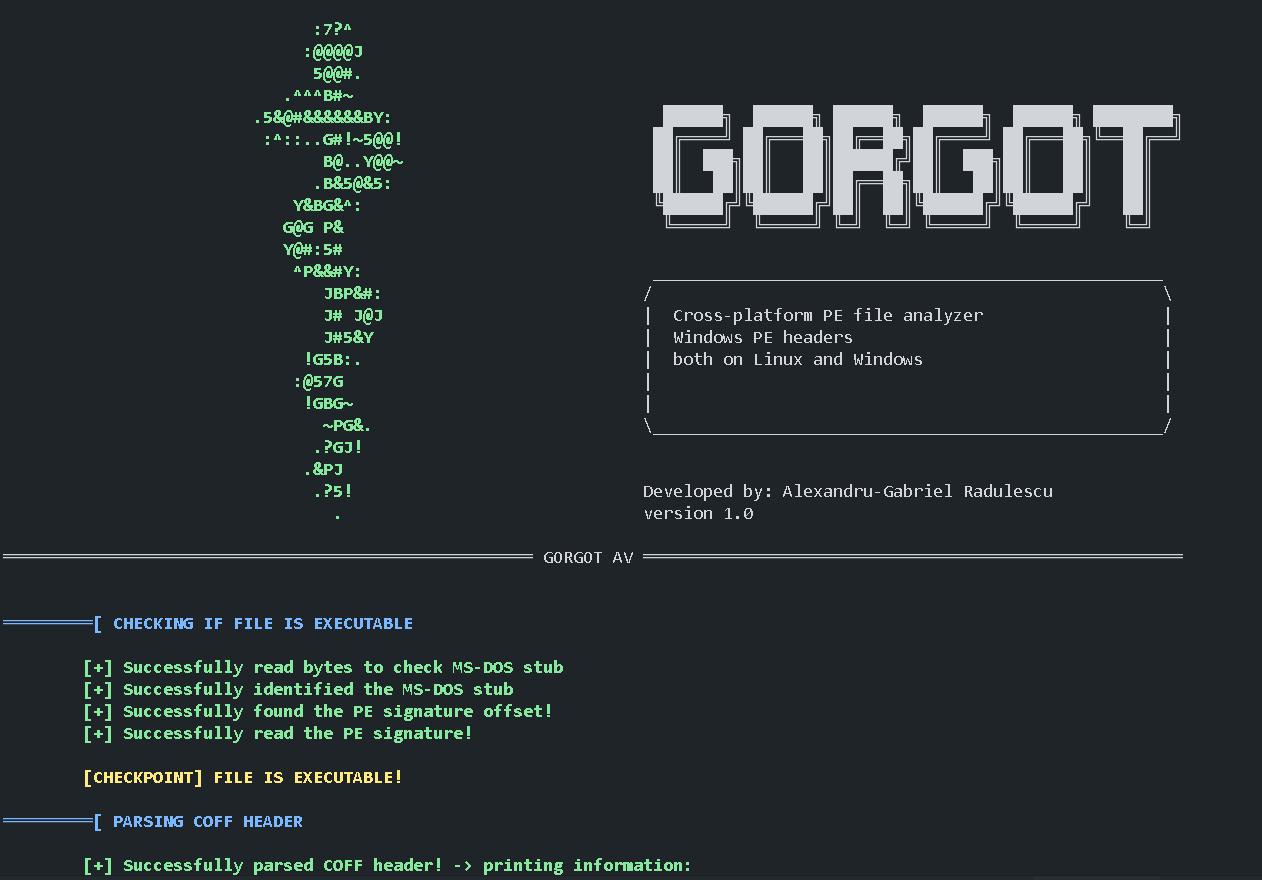 :7?^
:@@@@J
5@@#.
.^^^B#~
.5&@#&&&&&&BY:
:^::..G#!~5@@!
B@..Y@@~
.B&5@&5:
Y&BG&^:
G@G P&
Y@#:5#
^P&&#Y:
JBP&#:
J# J@J
J#5&Y
!G5B:.
:@57G
!GBG~
~PG&.
.?GJ!
.&PJ
.?5!
.
GORGOT
Cross-platform PE file analyzer
Windows PE headers
both on Linux and Windows
Developed by: Alexandru-Gabriel Radulescu
version 1.0
GORGOT AV
[ CHECKING IF FILE IS EXECUTABLE
[+] Successfully read bytes to check MS-DOS stub
[+] Successfully identified the MS-DOS stub
[+] Successfully found the PE signature offset!
[+] Successfully read the PE signature!
[CHECKPOINT] FILE IS EXECUTABLE!
[ PARSING COFF HEADER
[+] Successfully parsed COFF header! -> printing information: